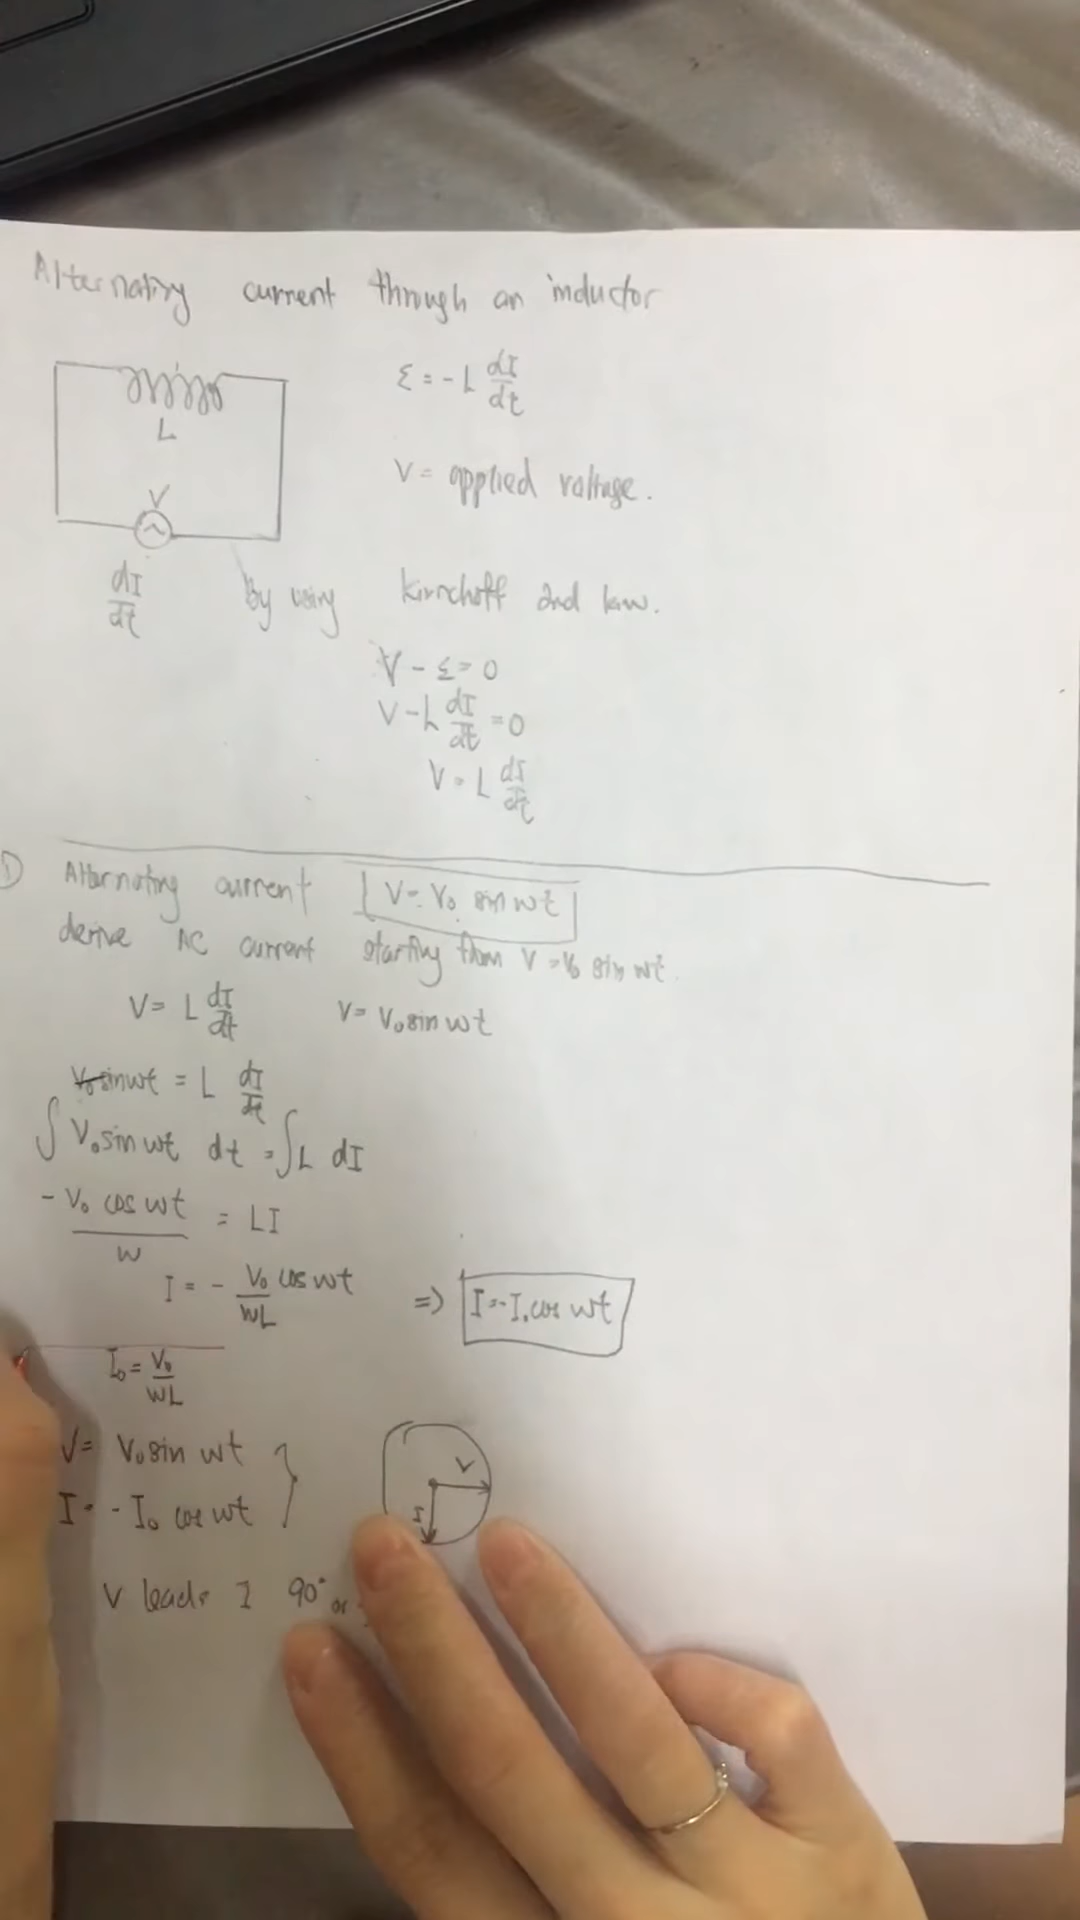 Alternating current through an inductor
ε = -L dI/dt
L
V = applied voltage.
V
dI/dt
By using Kirrchoff 2nd law.
V - ε = 0
V - L dI/dt = 0
V = L dI/dt
① Alternating current V = V₀ sin wt
derive AC current starting from V = V₀ sin wt.
V = L dI/dt V = V₀ sin wt
V₀ sin wt = L dI/dt
∫ V₀ sin wt dt = ∫ L dI
- V₀ cos wt / w = LI
I = - V₀/wL cos wt => I = -I₀ cos wt
I₀ = V₀/wL
V = V₀ sin wt
I = - I₀ cos wt
V
I
V leads I 90° or